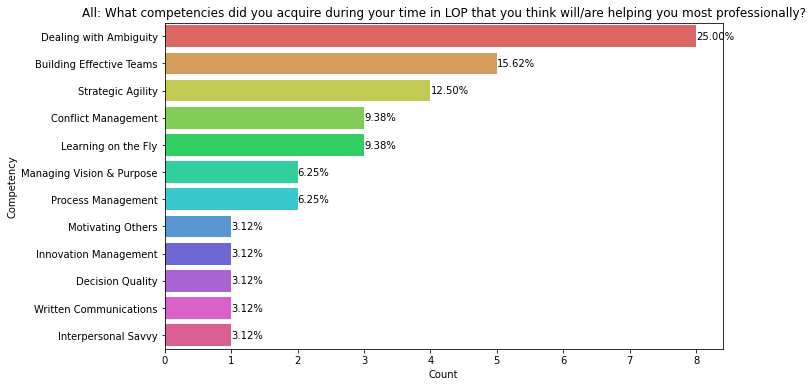 All: What competencies did you acquire during your time in LOP that you think will/are helping you most professionally?
Dealing with Ambiguity 25.00%
Building Effective Teams 15.62%
Strategic Agility 12.50%
Conflict Management 9.38%
Learning on the Fly 9.38%
Managing Vision & Purpose 6.25%
Process Management 6.25%
Motivating Others 3.12%
Innovation Management 3.12%
Decision Quality 3.12%
Written Communications 3.12%
Interpersonal Savvy 3.12%
Competency
0 1 2 3 4 5 6 7 8
Count